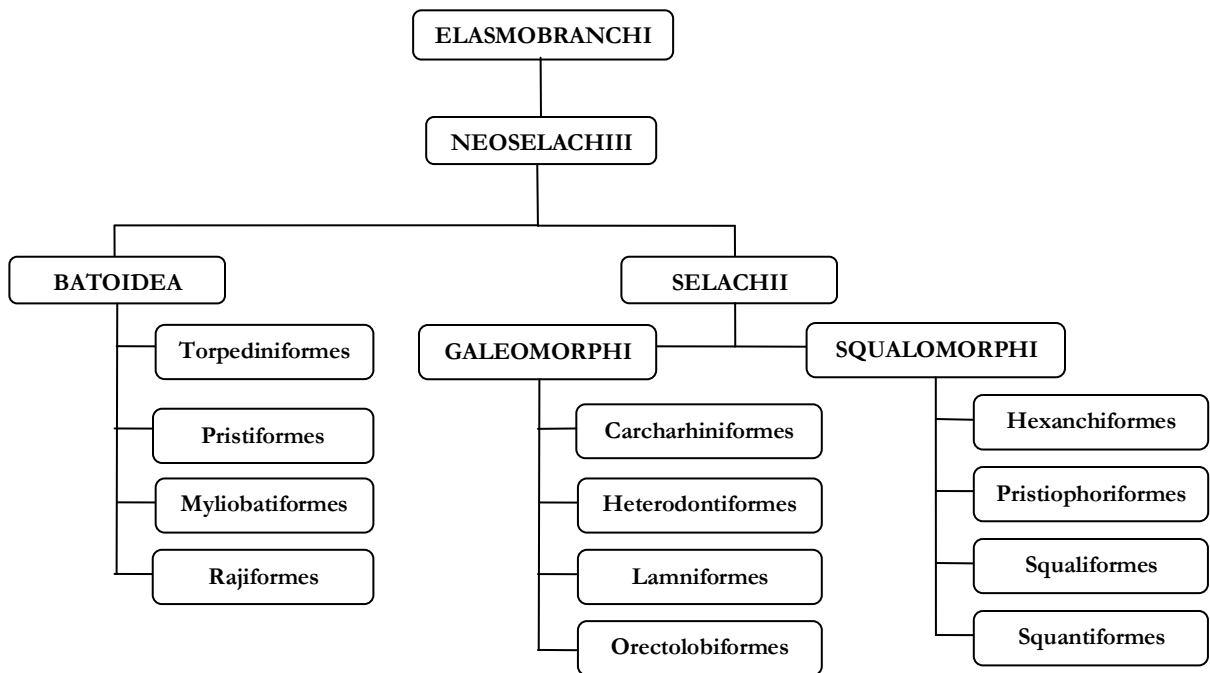 ELASMOBRANCHI
NEOSELACHIII
BATOIDEA
SELACHII
Torpediniformes
Pristiformes
Myliobatiformes
Rajiformes
GALEOMORPHI
SQUALOMORPHI
Carcharhiniformes
Heterodontiformes
Lamniformes
Orectolobiformes
Hexanchiformes
Pristiophoriformes
Squaliformes
Squantiformes